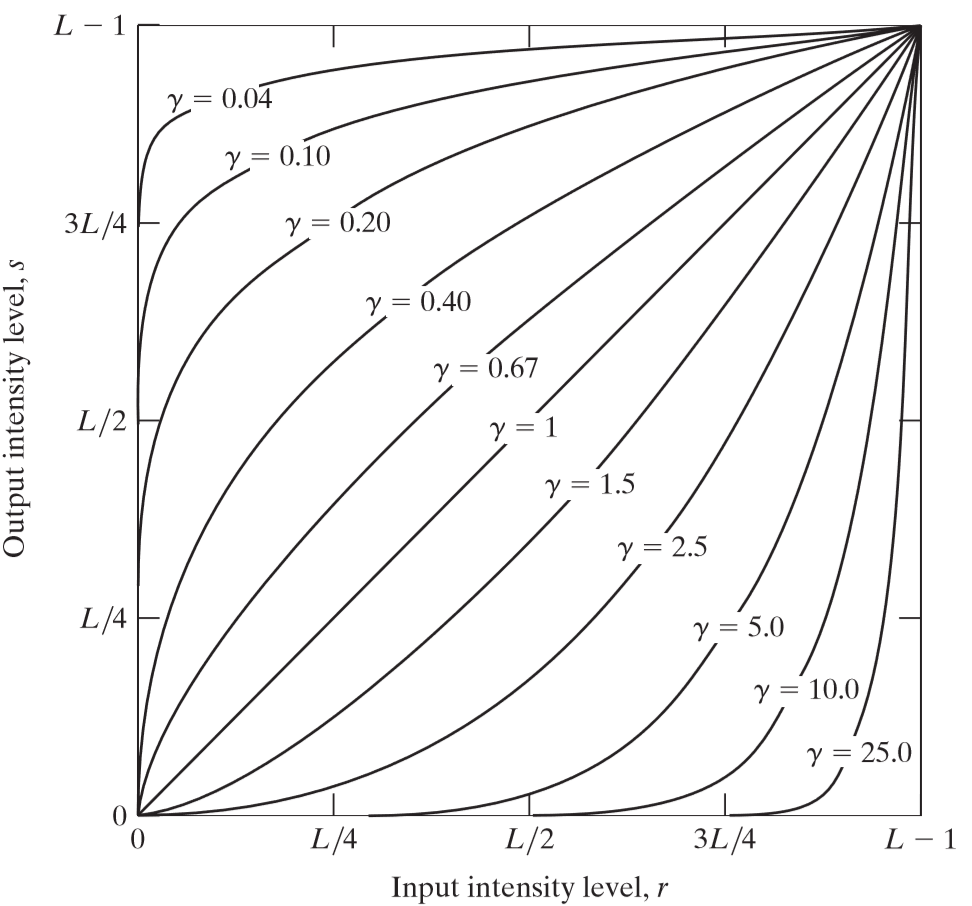 L − 1
γ = 0.04
γ = 0.10
3L/4
γ = 0.20
γ = 0.40
γ = 0.67
L/2
γ = 1
γ = 1.5
γ = 2.5
L/4
γ = 5.0
γ = 10.0
γ = 25.0
0
Output intensity level, s
0 L/4 L/2 3L/4 L − 1
Input intensity level, r